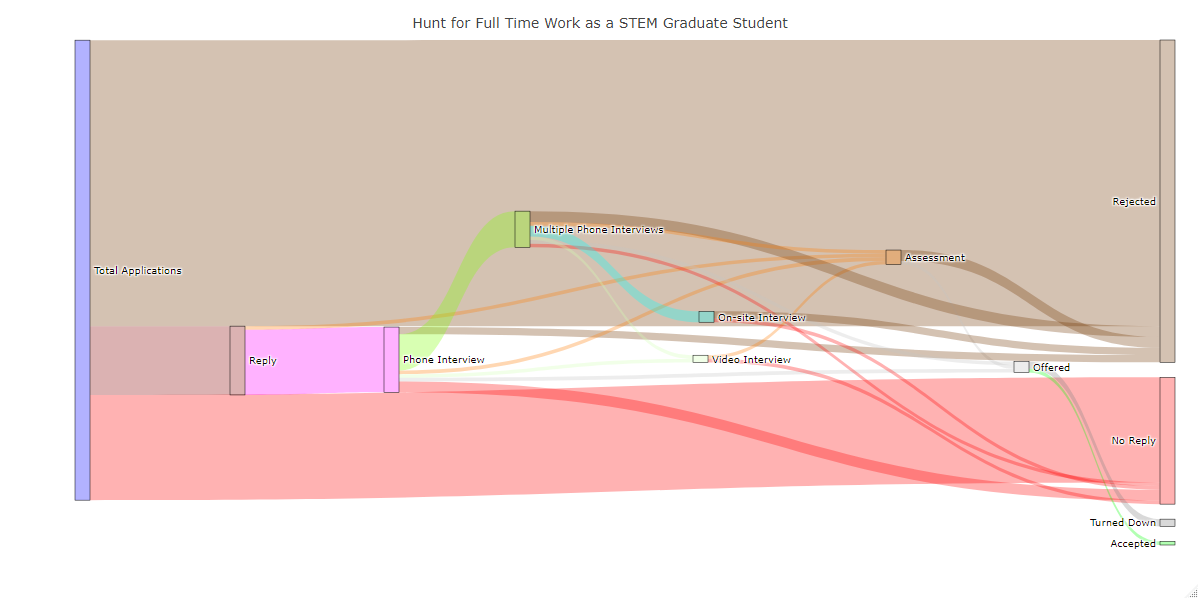 Hunt for Full Time Work as a STEM Graduate Student
Total Applications
Reply
Phone Interview
Multiple Phone Interviews
On-site Interview
Video Interview
Assessment
Offered
Rejected
No Reply
Turned Down
Accepted